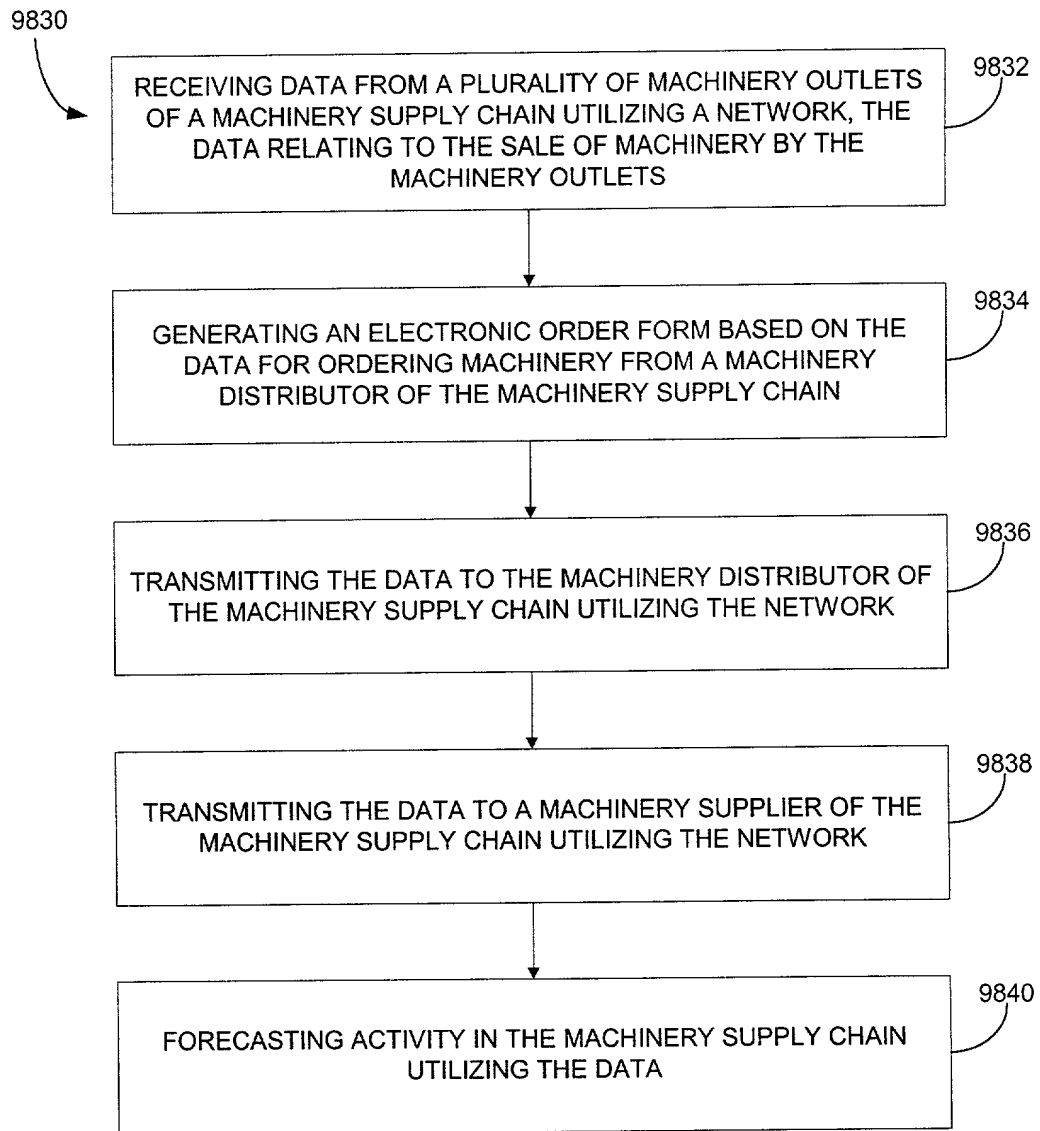 9830
RECEIVING DATA FROM A PLURALITY OF MACHINERY OUTLETS
OF A MACHINERY SUPPLY CHAIN UTILIZING A NETWORK, THE
DATA RELATING TO THE SALE OF MACHINERY BY THE
MACHINERY OUTLETS
9832
GENERATING AN ELECTRONIC ORDER FORM BASED ON THE
DATA FOR ORDERING MACHINERY FROM A MACHINERY
DISTRIBUTOR OF THE MACHINERY SUPPLY CHAIN
9834
TRANSMITTING THE DATA TO THE MACHINERY DISTRIBUTOR OF
THE MACHINERY SUPPLY CHAIN UTILIZING THE NETWORK
9836
TRANSMITTING THE DATA TO A MACHINERY SUPPLIER OF THE
MACHINERY SUPPLY CHAIN UTILIZING THE NETWORK
9838
FORECASTING ACTIVITY IN THE MACHINERY SUPPLY CHAIN
UTILIZING THE DATA
9840